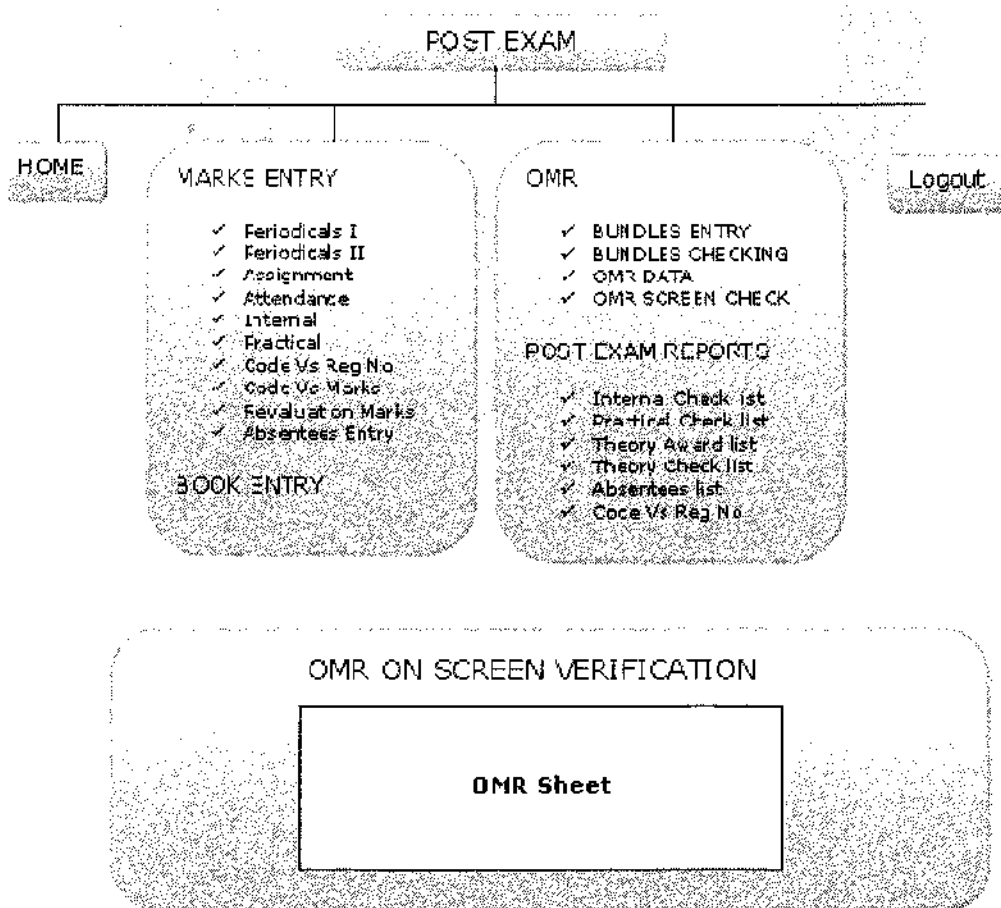 POST EXAM
HOME
MARKS ENTRY
✓ Periodicals I
✓ Periodicals II
✓ Assignment
✓ Attendance
✓ Internal
✓ Practical
✓ Code Vs Reg No
✓ Code Vs Marks
✓ Revaluation Marks
✓ Absentees Entry
BOOK ENTRY
OMR
✓ BUNDLES ENTRY
✓ BUNDLES CHECKING
✓ OMR DATA
✓ OMR SCREEN CHECK
POST EXAM REPORTS
✓ Internal Check list
✓ Practical Check list
✓ Theory Award list
✓ Theory Check list
✓ Absentees list
✓ Code Vs Reg No
Logout
OMR ON SCREEN VERIFICATION
OMR Sheet